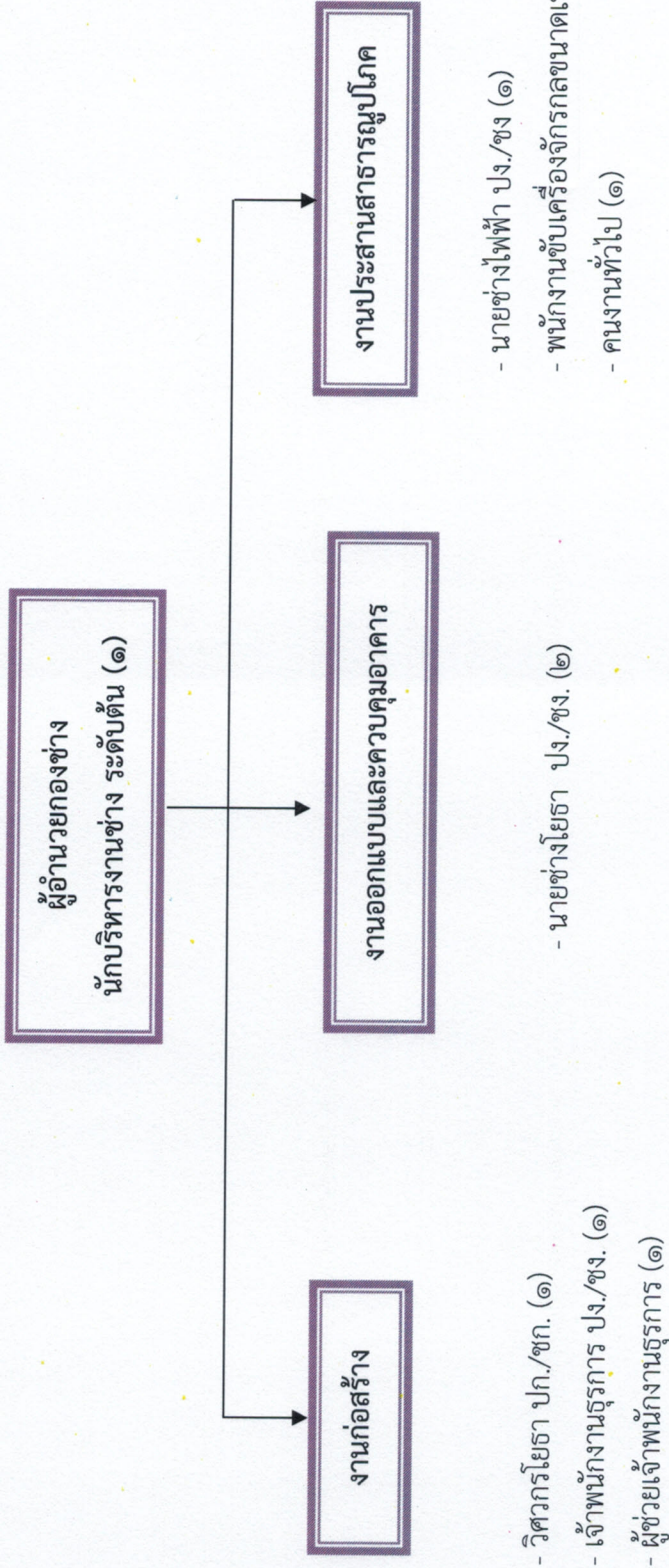 ผู้อำนวยกองช่าง
นักบริหารงานช่าง ระดับต้น (๑)
งานก่อสร้าง
- วิศวกรโยธา ปก./ชก. (๑)
เจ้าพนักงานธุรการ ปง./ชง. (๑)
- ผู้ช่วยเจ้าพนักงานธุรการ (๑)
งานออกแบบและควบคุมอาคาร
- นายช่างโยธา ปง./ชง. (๒)
งานประสานสาธารณูปโภค
- นายช่างไฟฟ้า ปง./ชง (๑)
- พนักงานขับเครื่องจักรกลขนาด
- คนงานทั่วไป (๑)